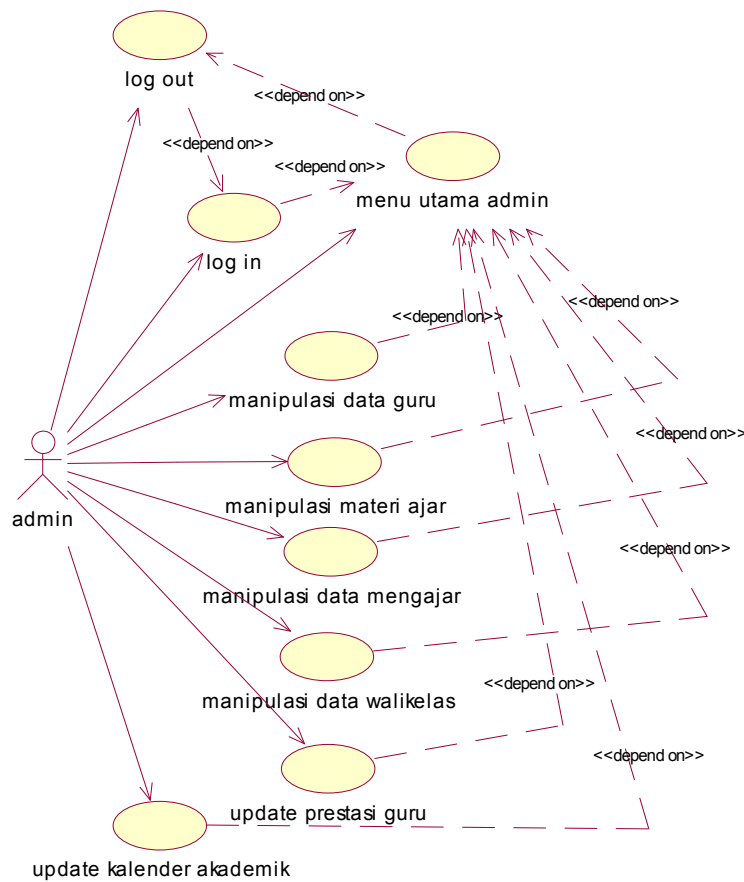 log out
<<depend on>>
<<depend on>>
<<depend on>>
menu utama admin
log in
<<depend on>>
<<depend on>>
manipulasi data guru
<<depend on>>
manipulasi materi ajar
admin
<<depend on>>
manipulasi data mengajar
<<depend on>>
manipulasi data walikelas
<<depend on>>
update prestasi guru
update kalender akademik